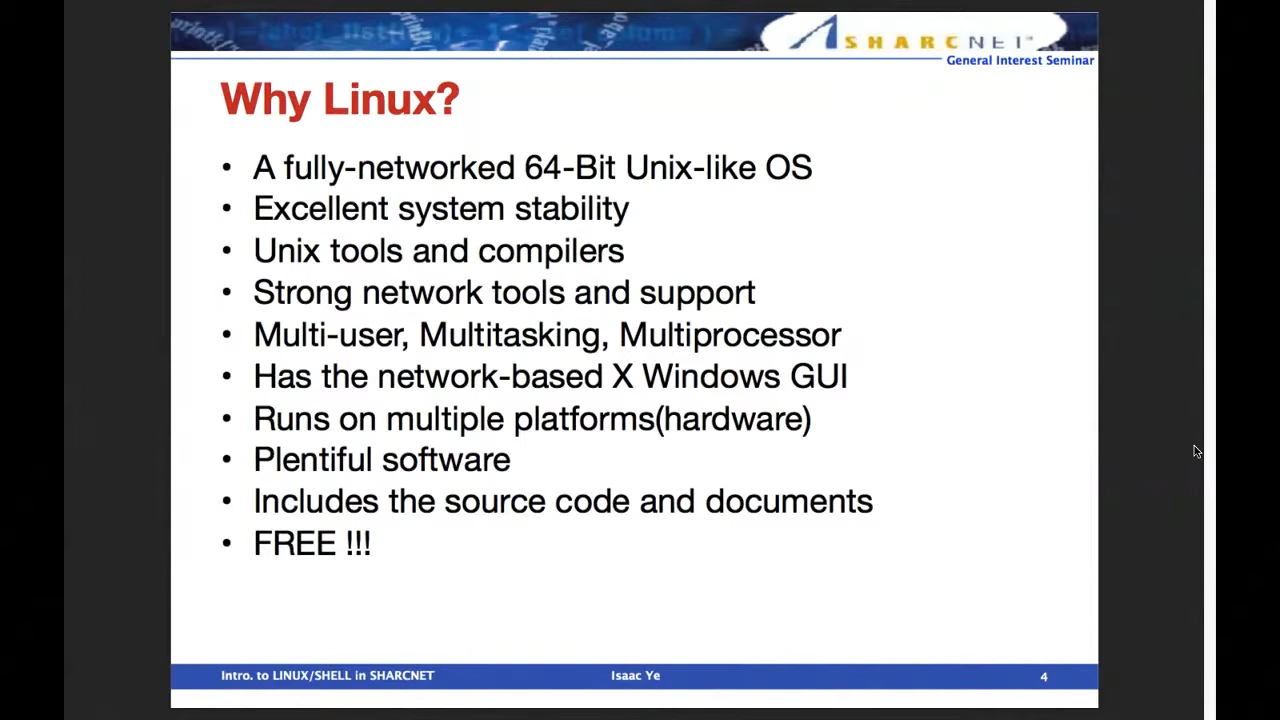 SHARCNET
General Interest Seminar
Why Linux?
• A fully-networked 64-Bit Unix-like OS
• Excellent system stability
• Unix tools and compilers
• Strong network tools and support
• Multi-user, Multitasking, Multiprocessor
• Has the network-based X Windows GUI
• Runs on multiple platforms(hardware)
• Plentiful software
• Includes the source code and documents
• FREE !!!
Intro. to LINUX/SHELL in SHARCNET Isaac Ye 4